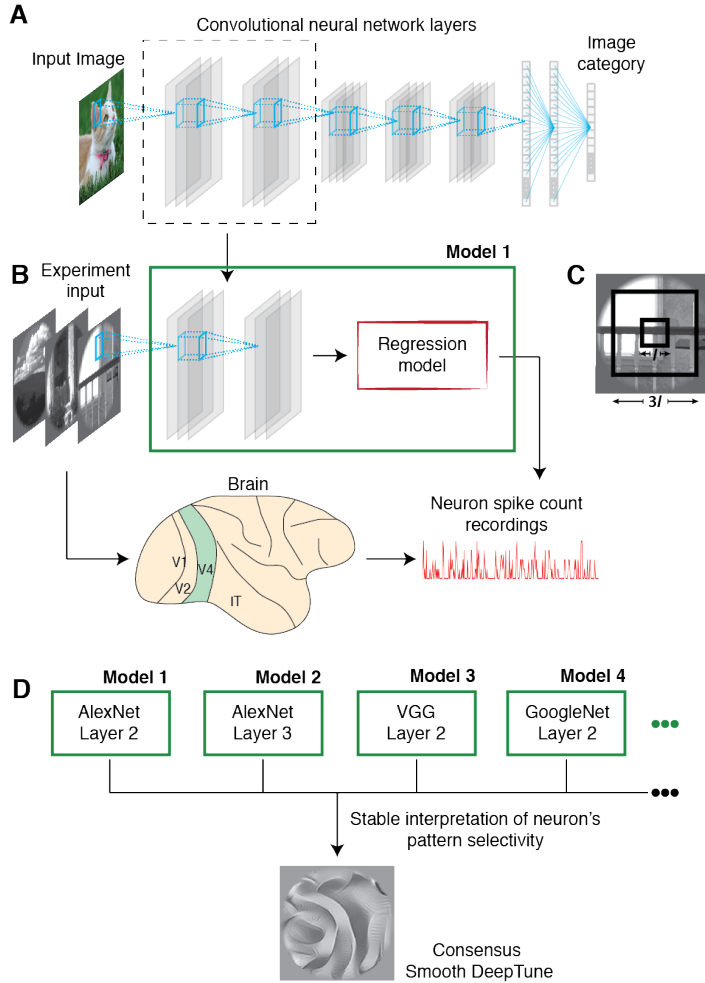 A
Convolutional neural network layers
Input Image
Image
category
B
Experiment
input
Model 1
Regression
model
C
l
3l
Brain
V1
V2
V4
IT
Neuron spike count
recordings
D
Model 1
Model 2
Model 3
Model 4
AlexNet
Layer 2
AlexNet
Layer 3
VGG
Layer 2
GoogleNet
Layer 2
Stable interpretation of neuron's
pattern selectivity
Consensus
Smooth DeepTune